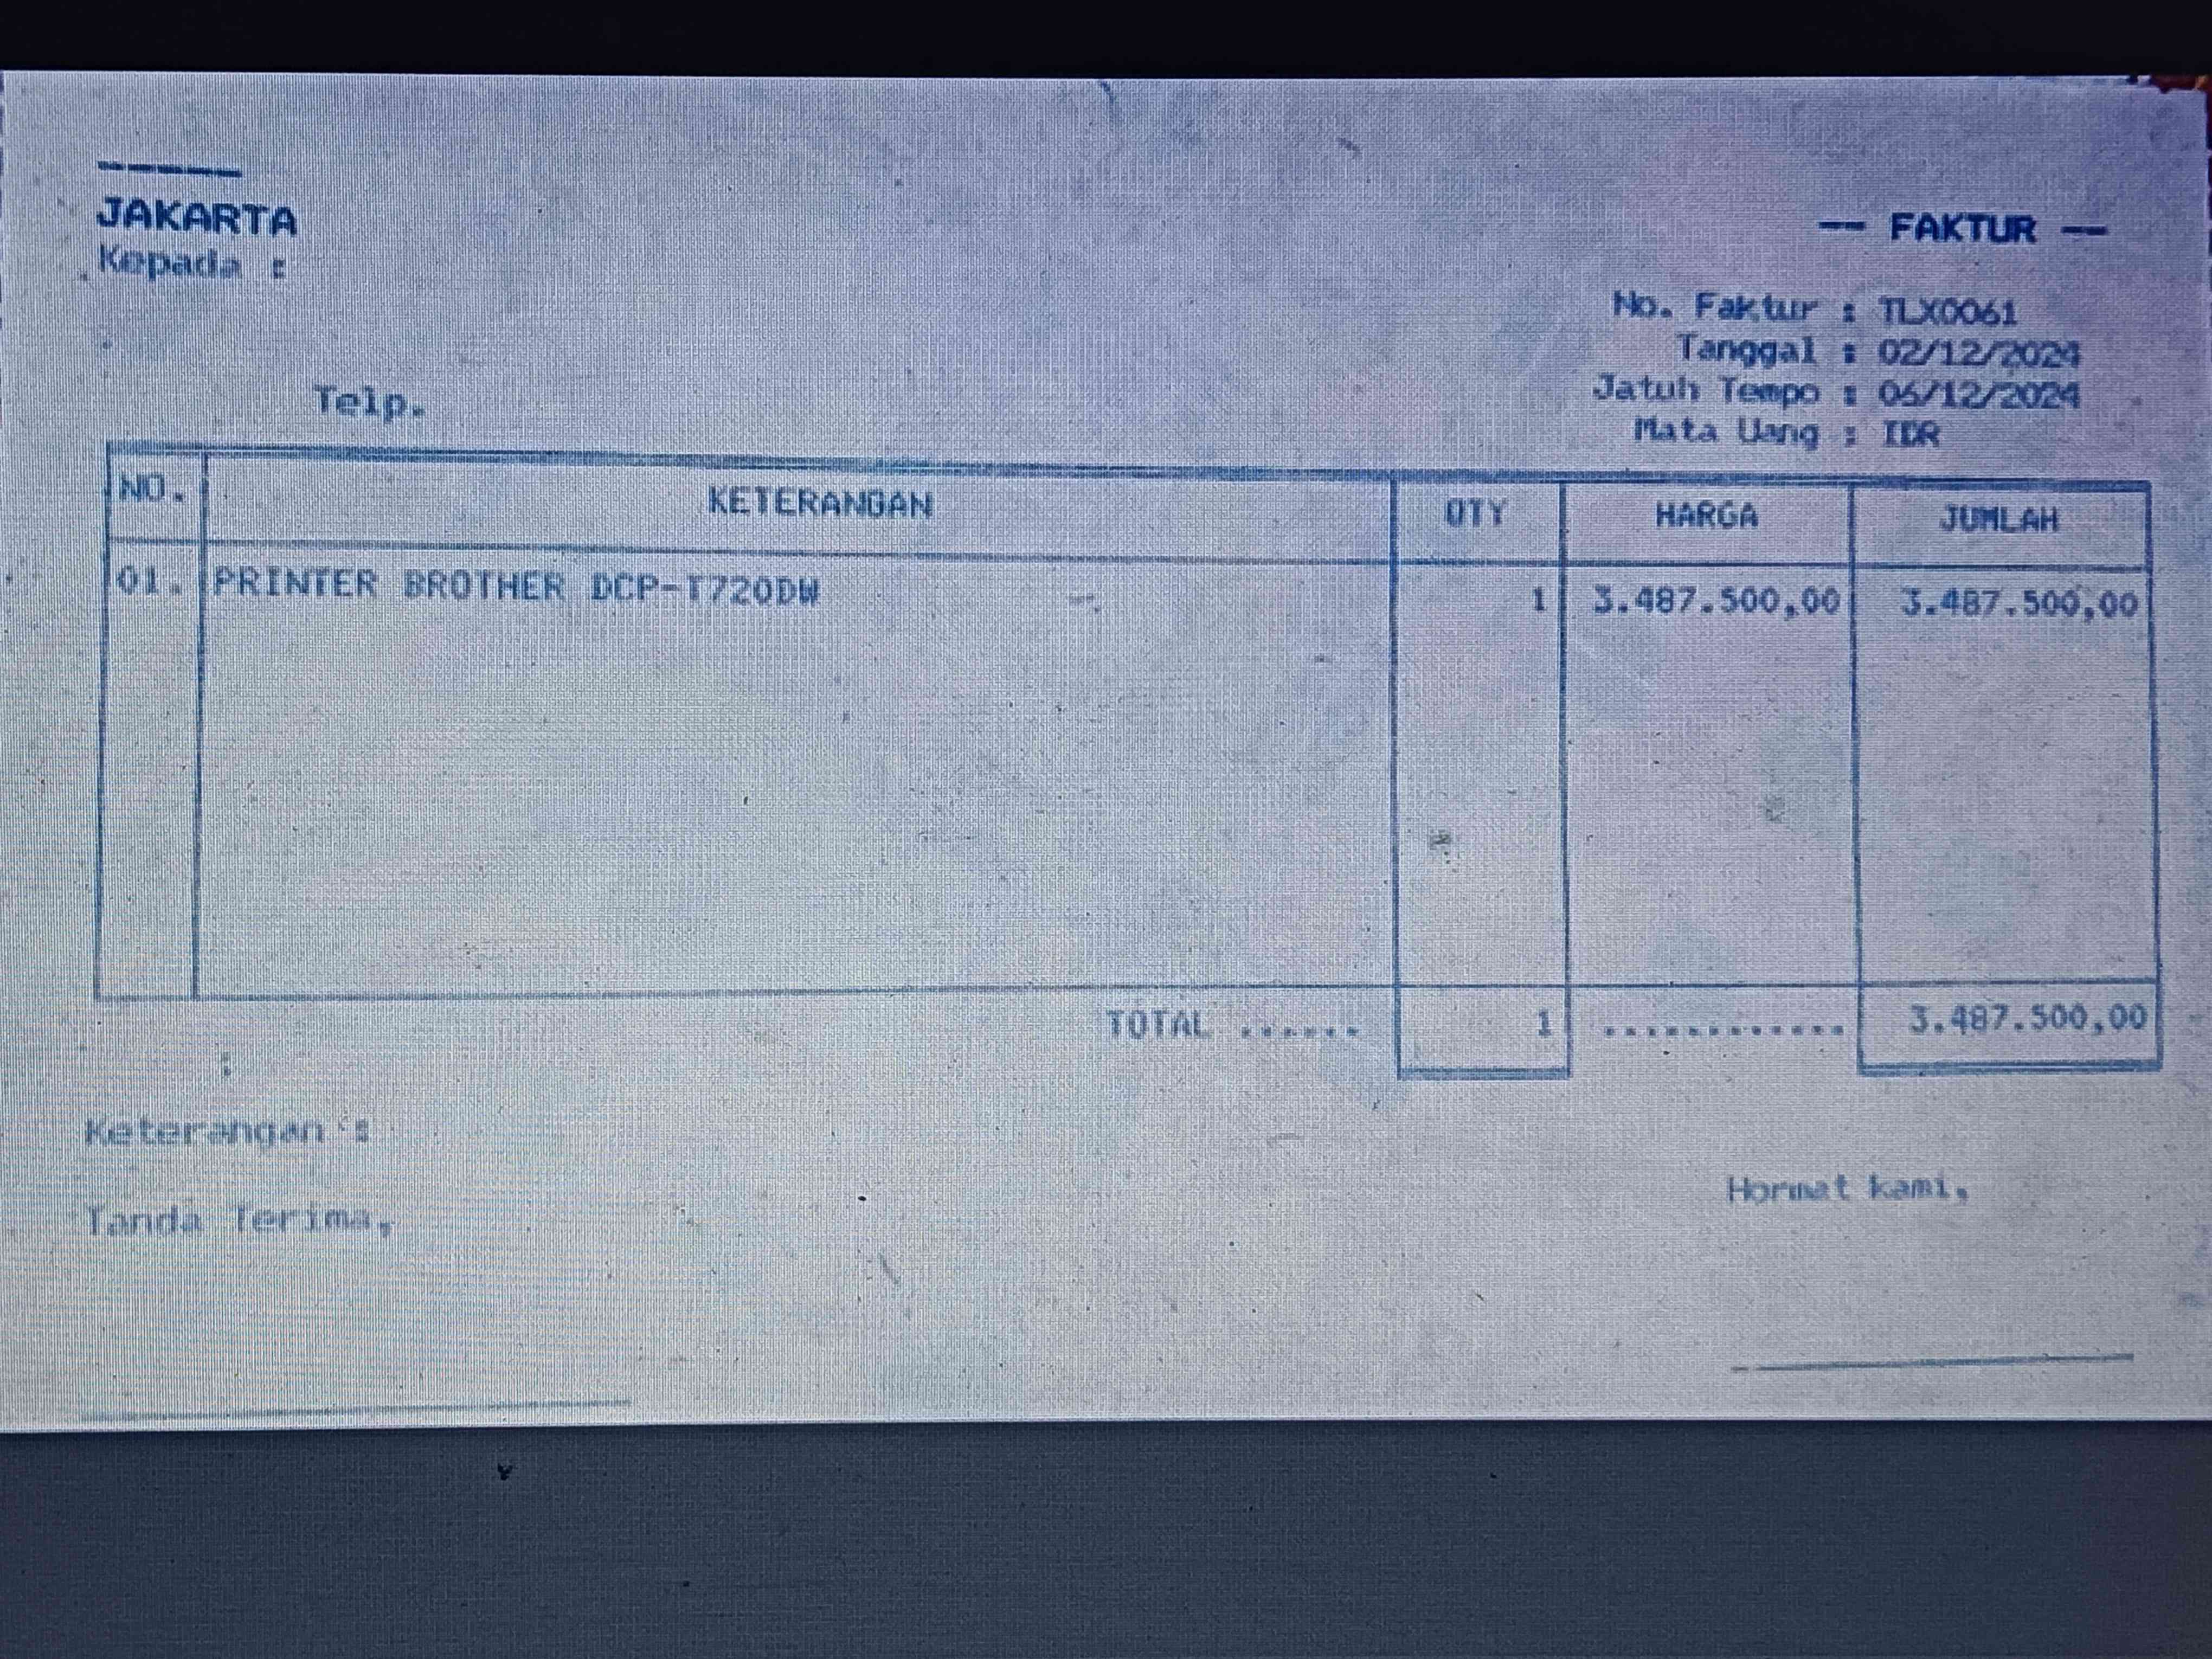 -----
JAKARTA
-- FAKTUR --
Kepada :
No. Faktur : TLX0061
Tanggal : 02/12/2024
Telp.
Jatuh Tempo : 06/12/2024
Mata Uang : IDR
NO. KETERANGAN QTY HARGA JUMLAH
01. PRINTER BROTHER DCP-T720DW 1 3.487.500,00 3.487.500,00
TOTAL ...... 1 ............ 3.487.500,00
Keterangan :
Hormat kami,
Tanda Terima,